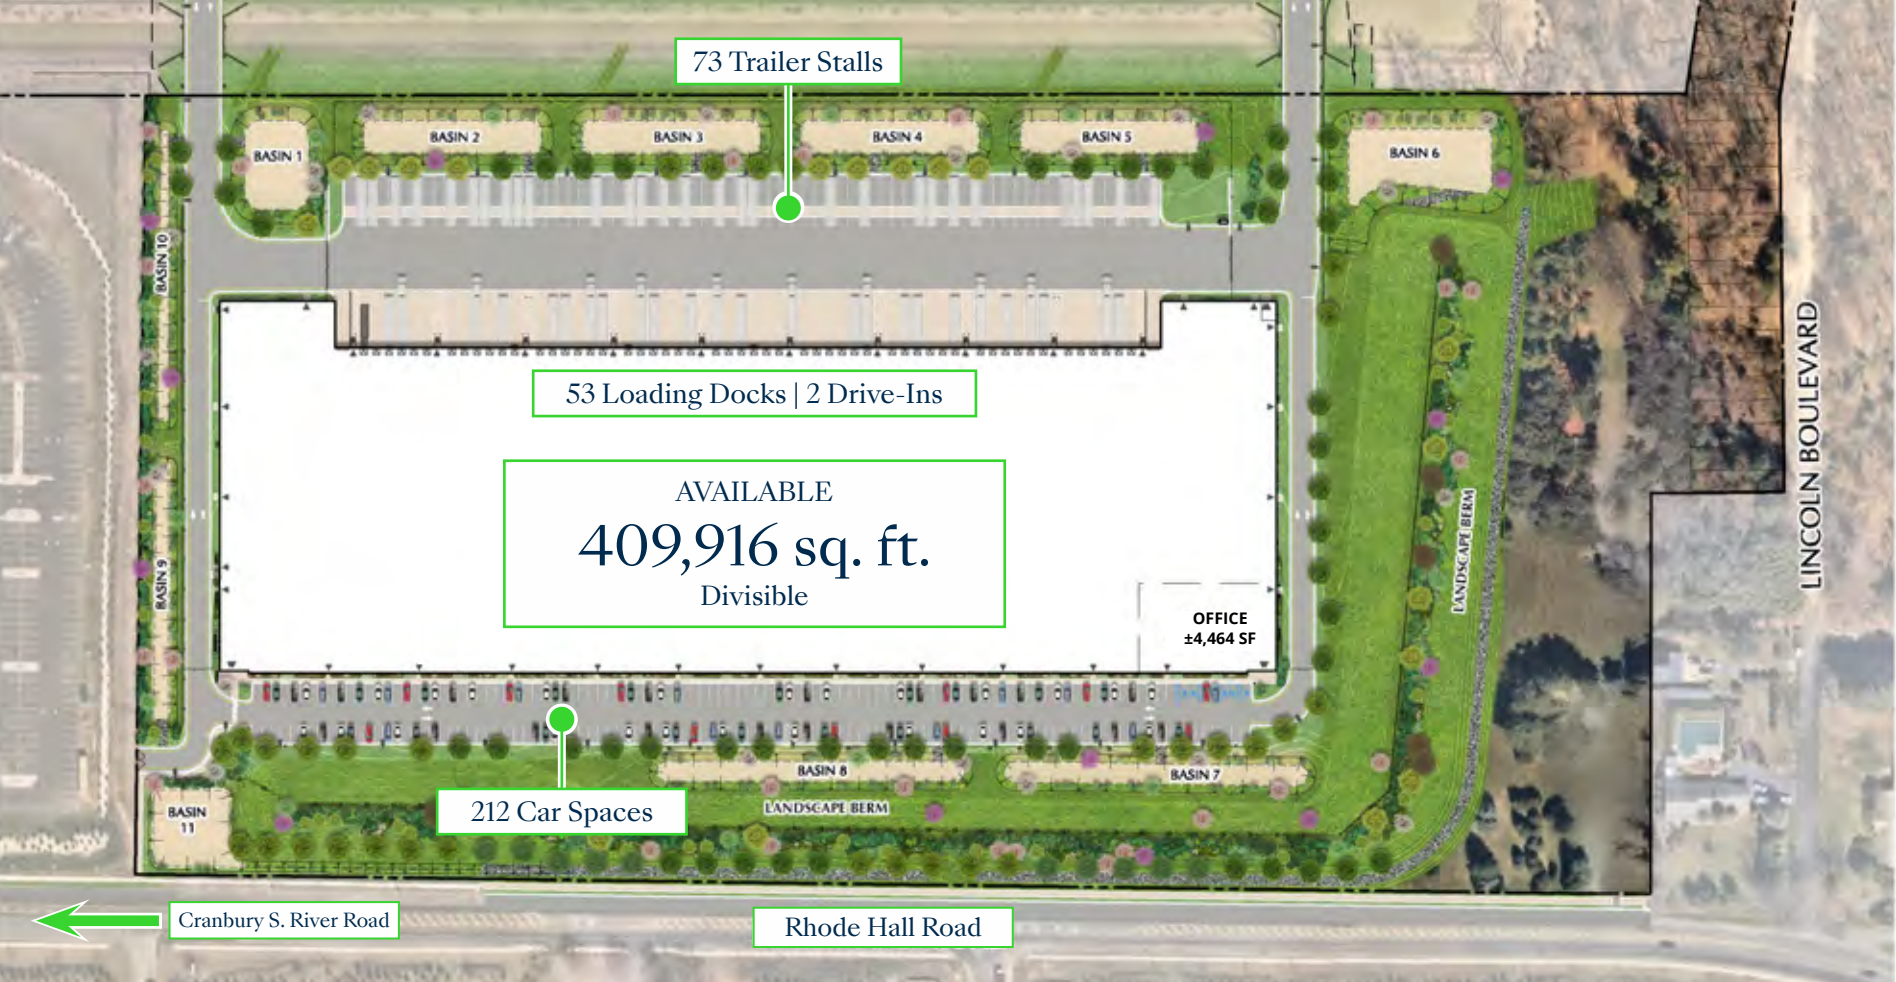 73 Trailer Stalls
BASIN 1
BASIN 2
BASIN 3
BASIN 4
BASIN 5
BASIN 6
BASIN 10
53 Loading Docks | 2 Drive-Ins
AVAILABLE
409,916 sq. ft.
Divisible
OFFICE
±4,464 SF
BASIN 9
LANDSCAPE BERM
LINCOLN BOULEVARD
BASIN 8
BASIN 7
212 Car Spaces
LANDSCAPE BERM
BASIN
11
Cranbury S. River Road
Rhode Hall Road